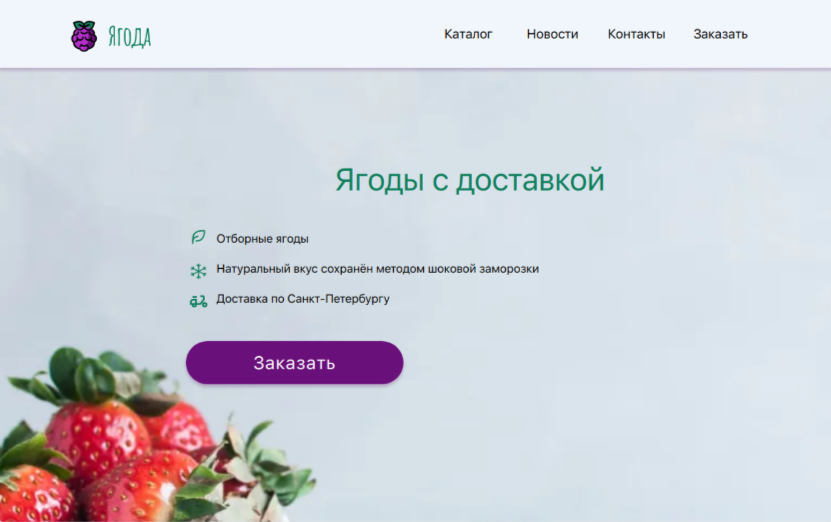 Ягода
Каталог Новости Контакты Заказать
Ягоды с доставкой
Отборные ягоды
Натуральный вкус сохранён методом шоковой заморозки
Доставка по Санкт-Петербургу
Заказать